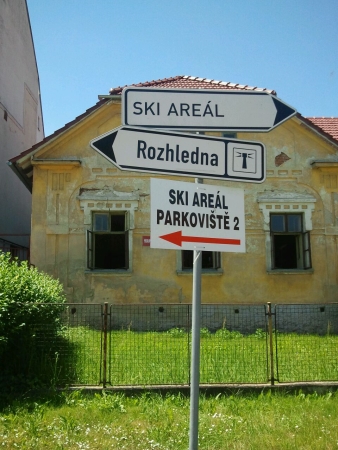 SKI AREÁL
Rozhledna
SKI AREÁL
PARKOVIŠTĚ 2